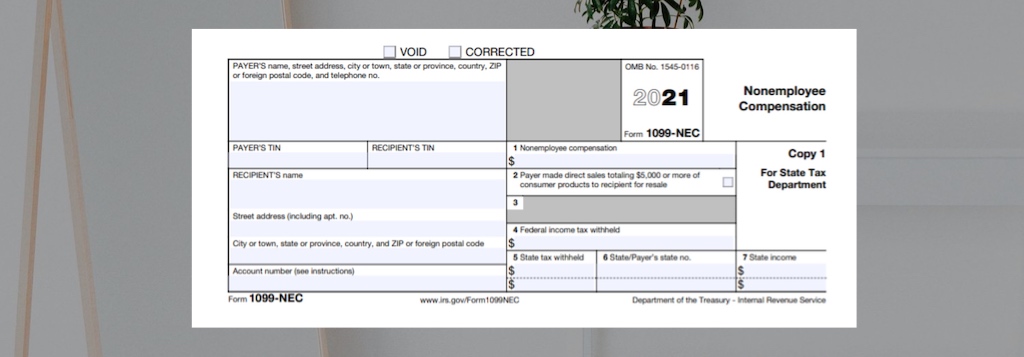 VOID CORRECTED
PAYER'S name, street address, city or town, state or province, country, ZIP
or foreign postal code, and telephone no.
OMB No. 1545-0116
2021
Form 1099-NEC
Nonemployee
Compensation
PAYER'S TIN
RECIPIENT'S TIN
1 Nonemployee compensation
$
Copy 1
For State Tax
Department
RECIPIENT'S name
2 Payer made direct sales totaling $5,000 or more of
consumer products to recipient for resale
3
Street address (including apt. no.)
4 Federal income tax withheld
$
City or town, state or province, country, and ZIP or foreign postal code
5 State tax withheld
$
$
6 State/Payer's state no.
7 State income
$
$
Account number (see instructions)
Form 1099-NEC
www.irs.gov/Form1099NEC
Department of the Treasury - Internal Revenue Service